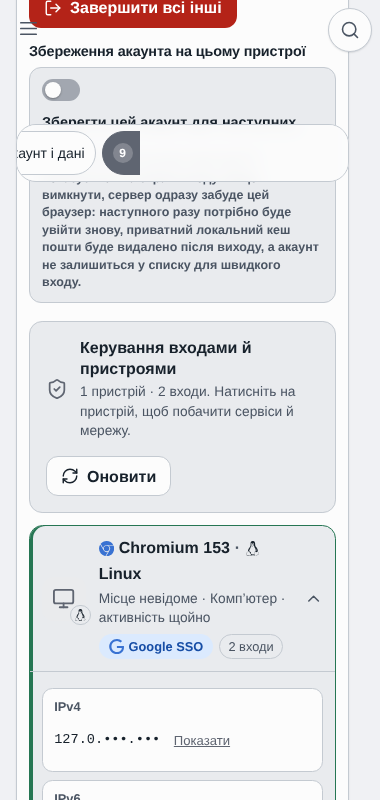 Завершити всі інші
Збереження акаунта на цьому пристрої
Зберегти цей акаунт для наступних
каунт і дані
9
вимкнути, сервер одразу забуде цей
браузер: наступного разу потрібно буде
увійти знову, приватний локальний кеш
пошти буде видалено після виходу, а акаунт
не залишиться у списку для швидкого
входу.
Керування входами й
пристроями
1 пристрій · 2 входи. Натисніть на
пристрій, щоб побачити сервіси й
мережу.
Оновити
Chromium 153 ·
Linux
Місце невідоме · Комп’ютер ·
активність щойно
Google SSO
2 входи
IPv4
127.0.•••.•••
Показати
IPv6